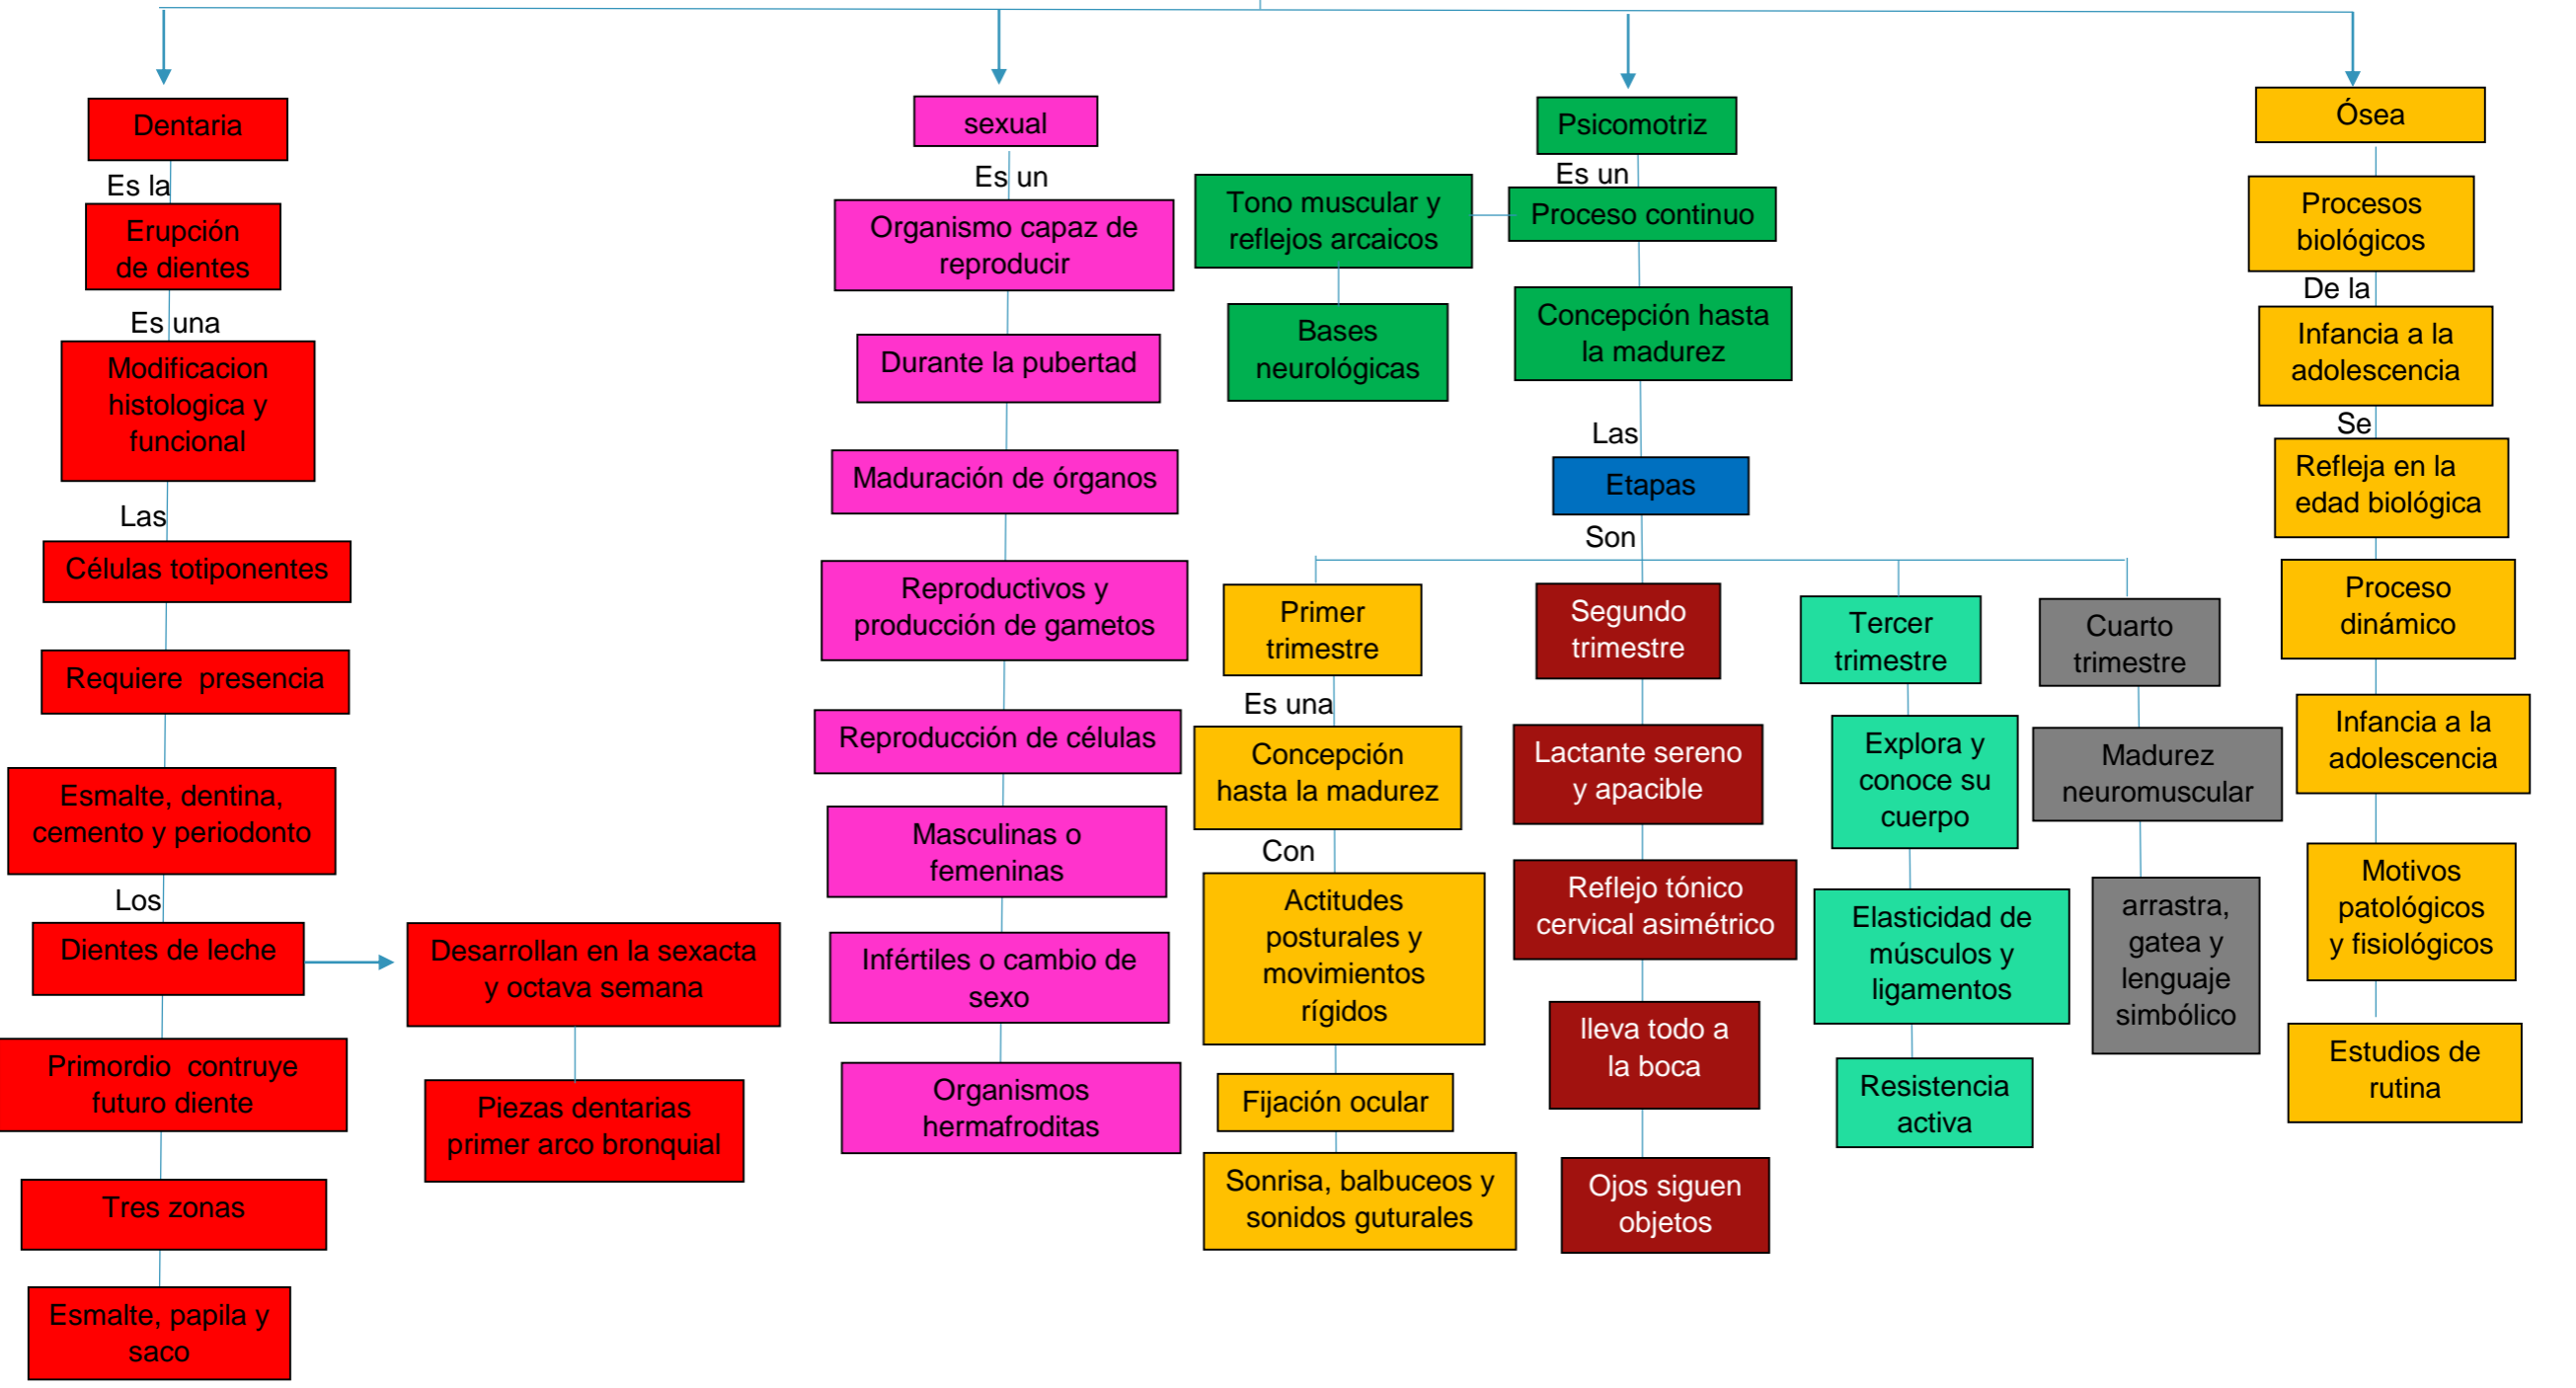 Dentaria
Es la
Erupción
de dientes
Es una
Modificacion
histologica y
funcional
Las
Células totiponentes
Requiere  presencia
Esmalte, dentina,
cemento y periodonto
Los
Dientes de leche
Desarrollan en la sexacta
y octava semana
Piezas dentarias
primer arco bronquial
Primordio  contruye
futuro diente
Tres zonas
Esmalte, papila y
saco
sexual
Es un
Organismo capaz de
reproducir
Durante la pubertad
Maduración de órganos
Reproductivos y
producción de gametos
Reproducción de células
Masculinas o
femeninas
Infértiles o cambio de
sexo
Organismos
hermafroditas
Psicomotriz
Es un
Proceso continuo
Tono muscular y
reflejos arcaicos
Bases
neurológicas
Concepción hasta
la madurez
Las
Etapas
Son
Primer
trimestre
Es una
Concepción
hasta la madurez
Con
Actitudes
posturales y
movimientos
rígidos
Fijación ocular
Sonrisa, balbuceos y
sonidos guturales
Segundo
trimestre
Lactante sereno
y apacible
Reflejo tónico
cervical asimétrico
lleva todo a
la boca
Ojos siguen
objetos
Tercer
trimestre
Explora y
conoce su
cuerpo
Elasticidad de
músculos y
ligamentos
Resistencia
activa
Cuarto
trimestre
Madurez
neuromuscular
arrastra,
gatea y
lenguaje
simbólico
Ósea
Procesos
biológicos
De la
Infancia a la
adolescencia
Se
Refleja en la
edad biológica
Proceso
dinámico
Infancia a la
adolescencia
Motivos
patológicos
y fisiológicos
Estudios de
rutina